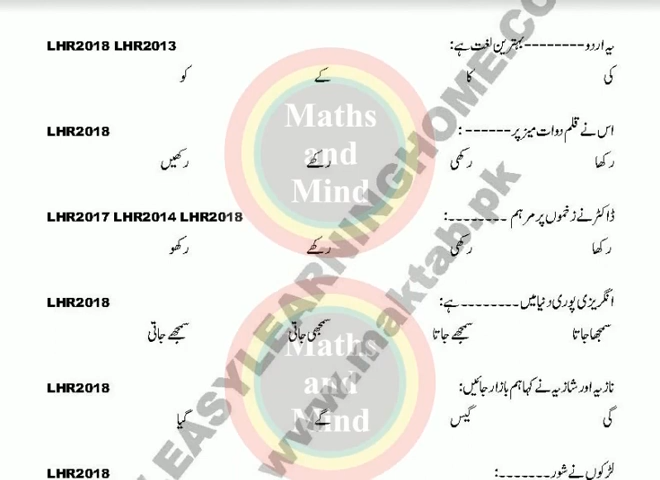 یہ اردو---------بہترین لغت ہے: LHR2018 LHR2013
کی کا کے کو
اس نے قلم دوات میز پر------: LHR2018
رکھا رکھی رکھے رکھیں
ڈاکٹر نے زخموں پر مرہم ---------: LHR2017 LHR2014 LHR2018
رکھا رکھی رکھے رکھو
انگریزی پوری دنیا میں---------ہے: LHR2018
سمجھا جاتا سمجھے جاتا سمجھی جاتی سمجھے جاتی
نازیہ اور شازیہ نے کہا ہم بازار جائیں: LHR2018
گی گیس گے گیا
لڑکوں نے شور-------: LHR2018
Maths
and
Mind
Maths
and
Mind
EASYLEARNINGHOME.CO
www.maktab.pk